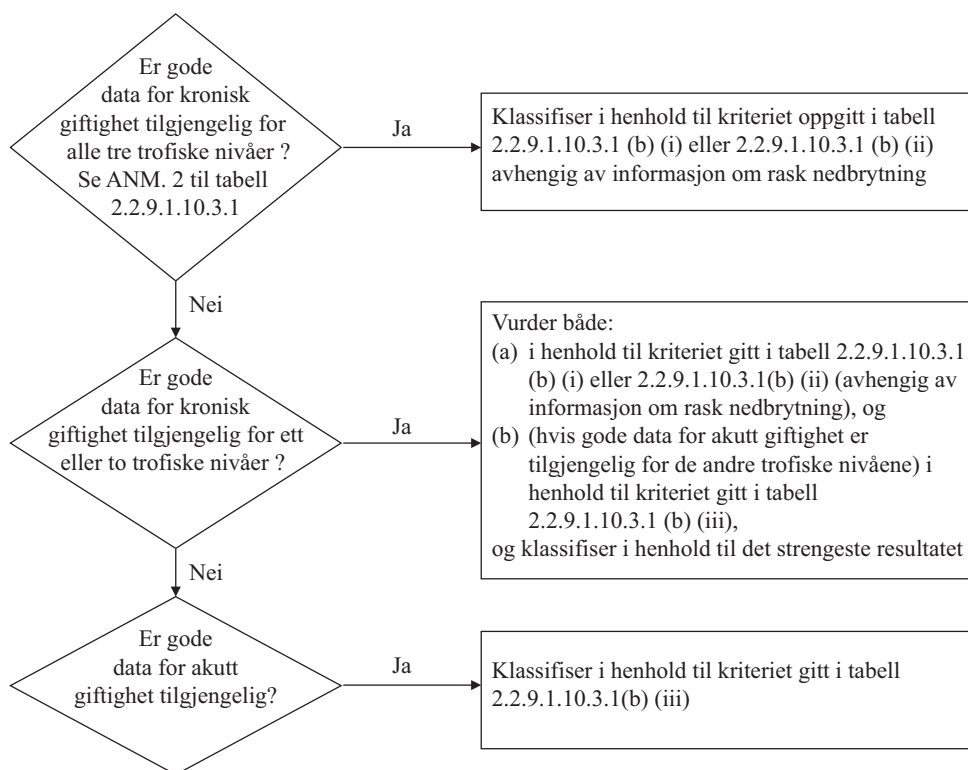 Er gode
data for kronisk
giftighet tilgjengelig for
alle tre trofiske nivåer ?
Se ANM. 2 til tabell
2.2.9.1.10.3.1
Ja
Klassifiser i henhold til kriteriet oppgitt i tabell
2.2.9.1.10.3.1 (b) (i) eller 2.2.9.1.10.3.1 (b) (ii)
avhengig av informasjon om rask nedbrytning
Nei
Er gode
data for kronisk
giftighet tilgjengelig for ett
eller to trofiske nivåer ?
Ja
Vurder både:
(a) i henhold til kriteriet gitt i tabell 2.2.9.1.10.3.1
(b) (i) eller 2.2.9.1.10.3.1(b) (ii) (avhengig av
informasjon om rask nedbrytning), og
(b) (hvis gode data for akutt giftighet er
tilgjengelig for de andre trofiske nivåene) i
henhold til kriteriet gitt i tabell
2.2.9.1.10.3.1 (b) (iii),
og klassifiser i henhold til det strengeste resultatet
Nei
Er gode
data for akutt
giftighet tilgjengelig?
Ja
Klassifiser i henhold til kriteriet gitt i tabell
2.2.9.1.10.3.1(b) (iii)